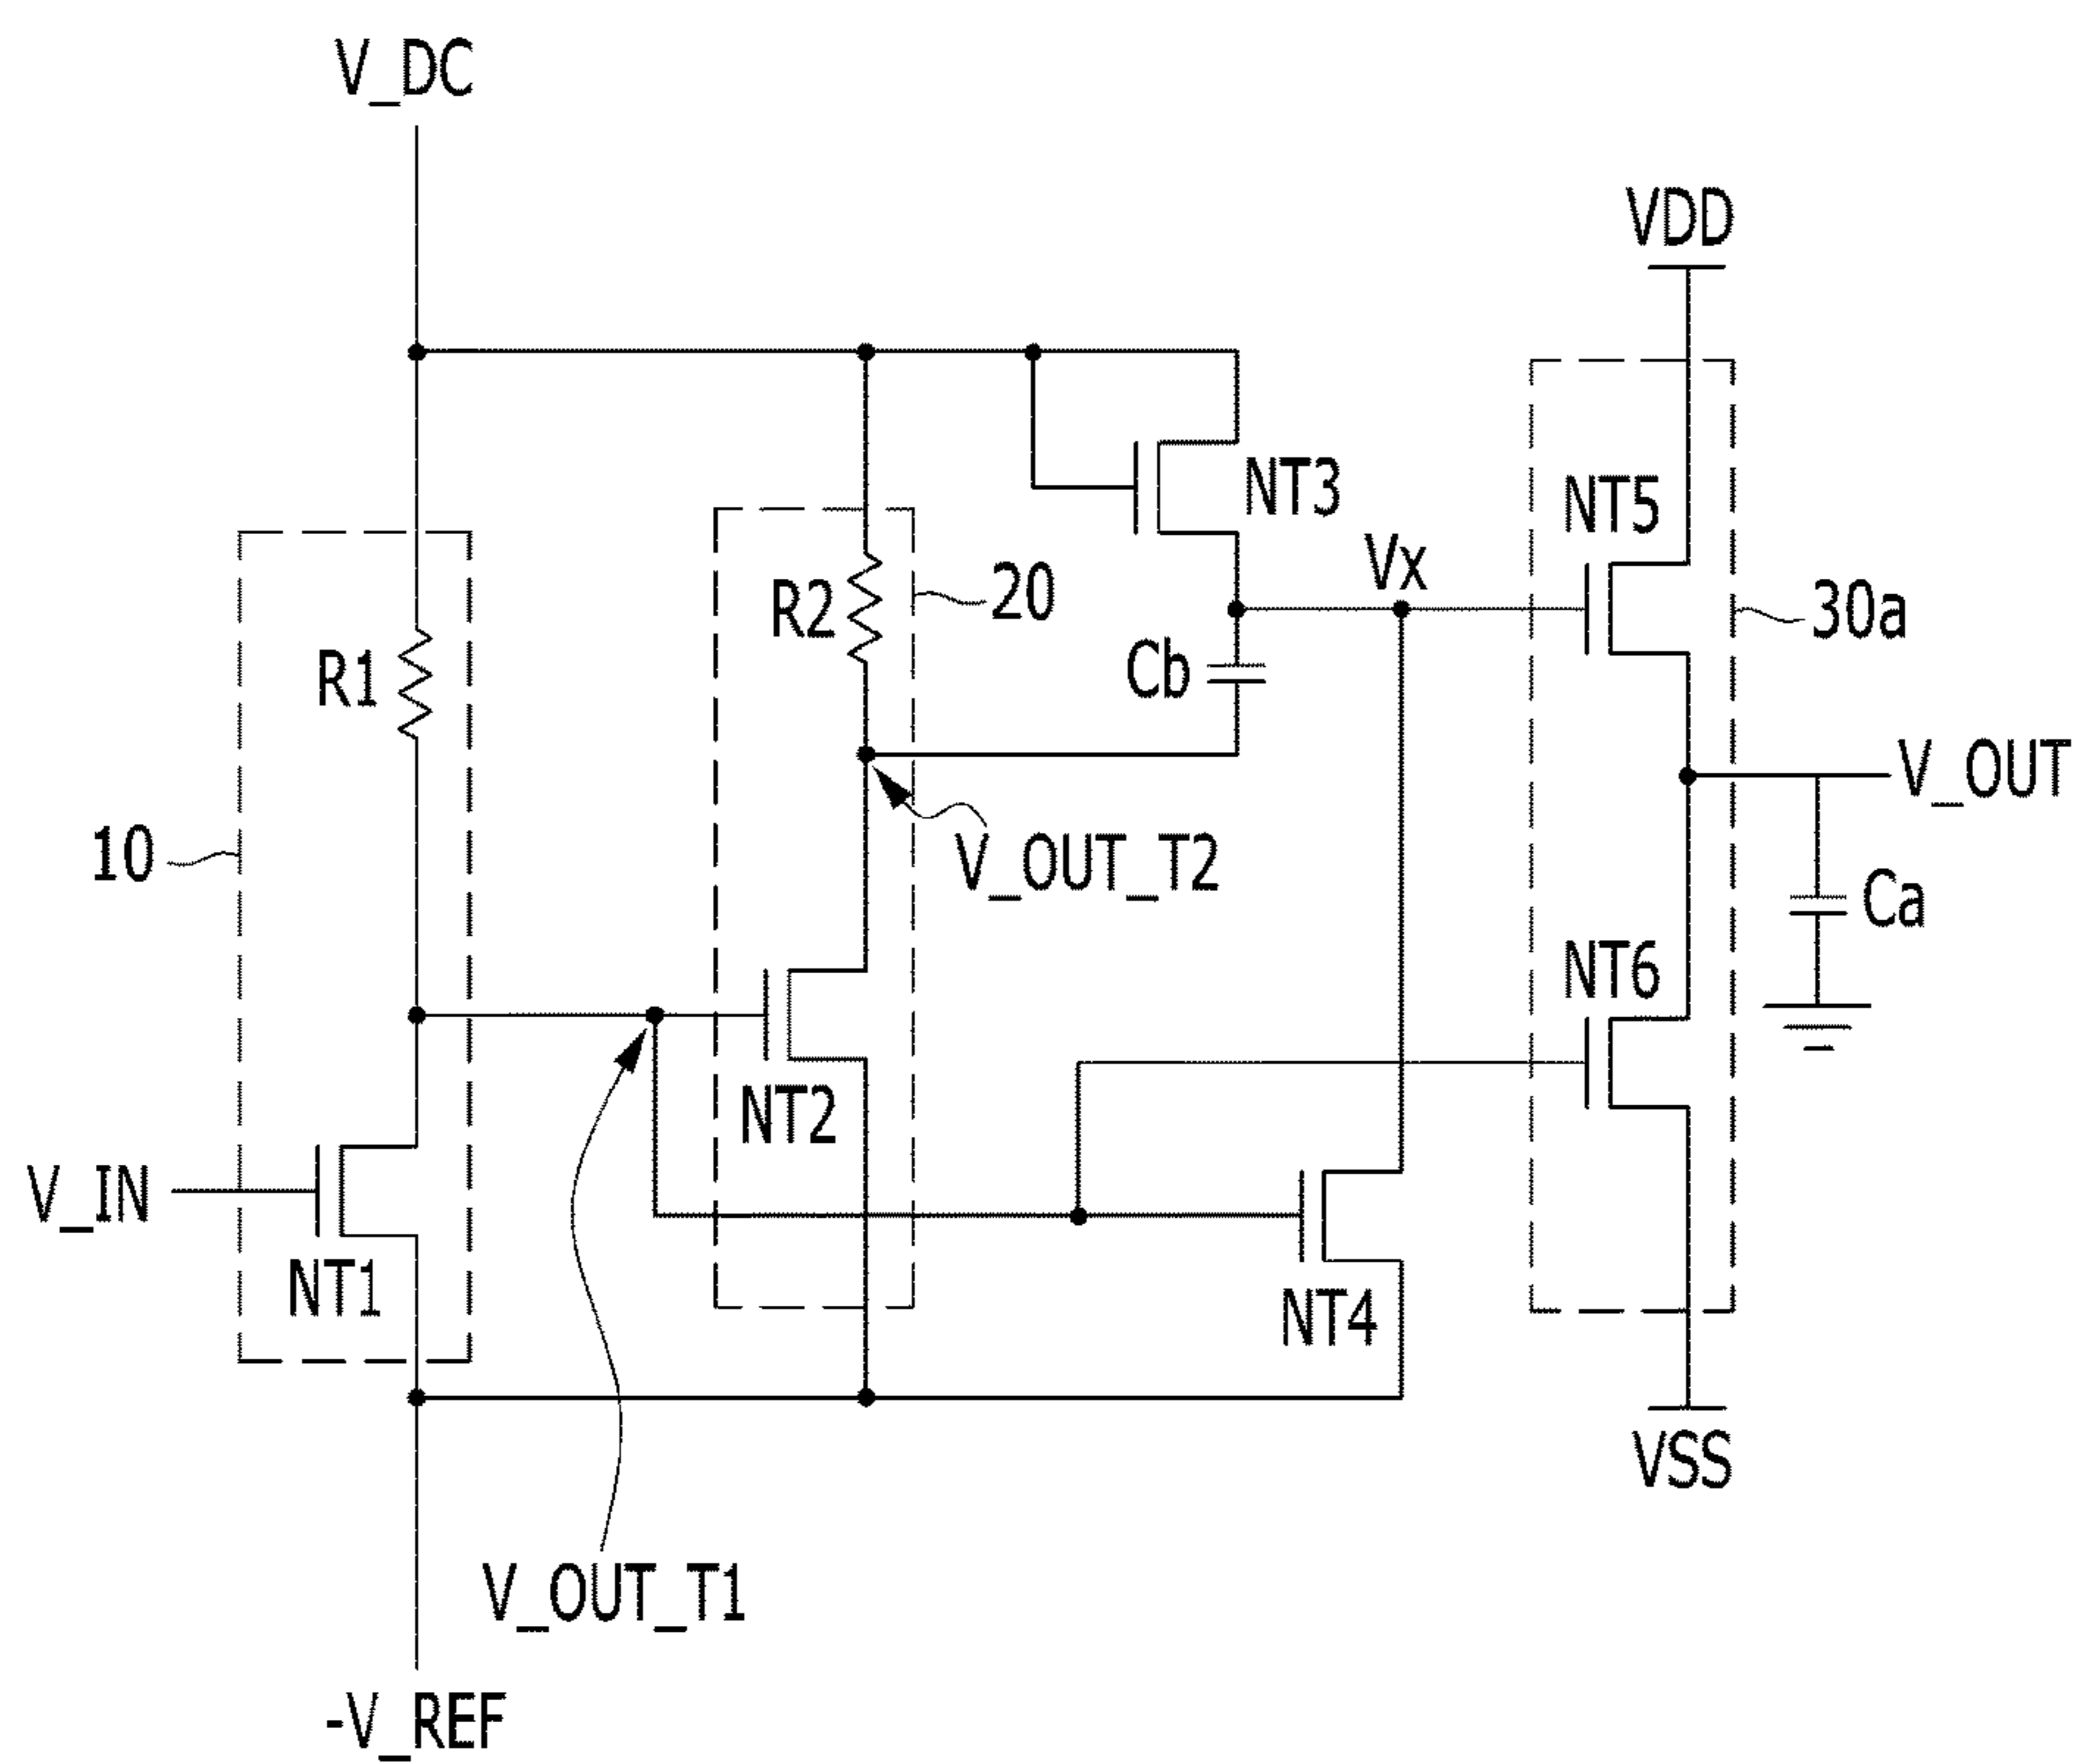 V_DC
VDD
NT3
NT5
Vx
R2
20
30a
R1
Cb
V_OUT
10
V_OUT_T2
Ca
NT6
NT2
V_IN
NT1
NT4
VSS
V_OUT_T1
-V_REF